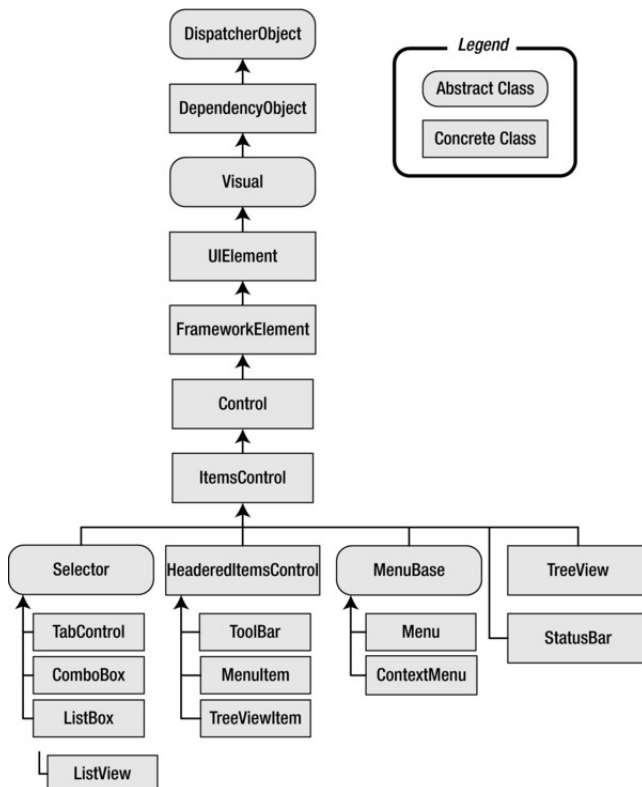 DispatcherObject
Legend
Abstract Class
DependencyObject
Concrete Class
Visual
UIElement
FrameworkElement
Control
ItemsControl
Selector
HeaderedItemsControl
MenuBase
TreeView
TabControl
ToolBar
Menu
StatusBar
ComboBox
MenuItem
ContextMenu
ListBox
TreeViewItem
ListView